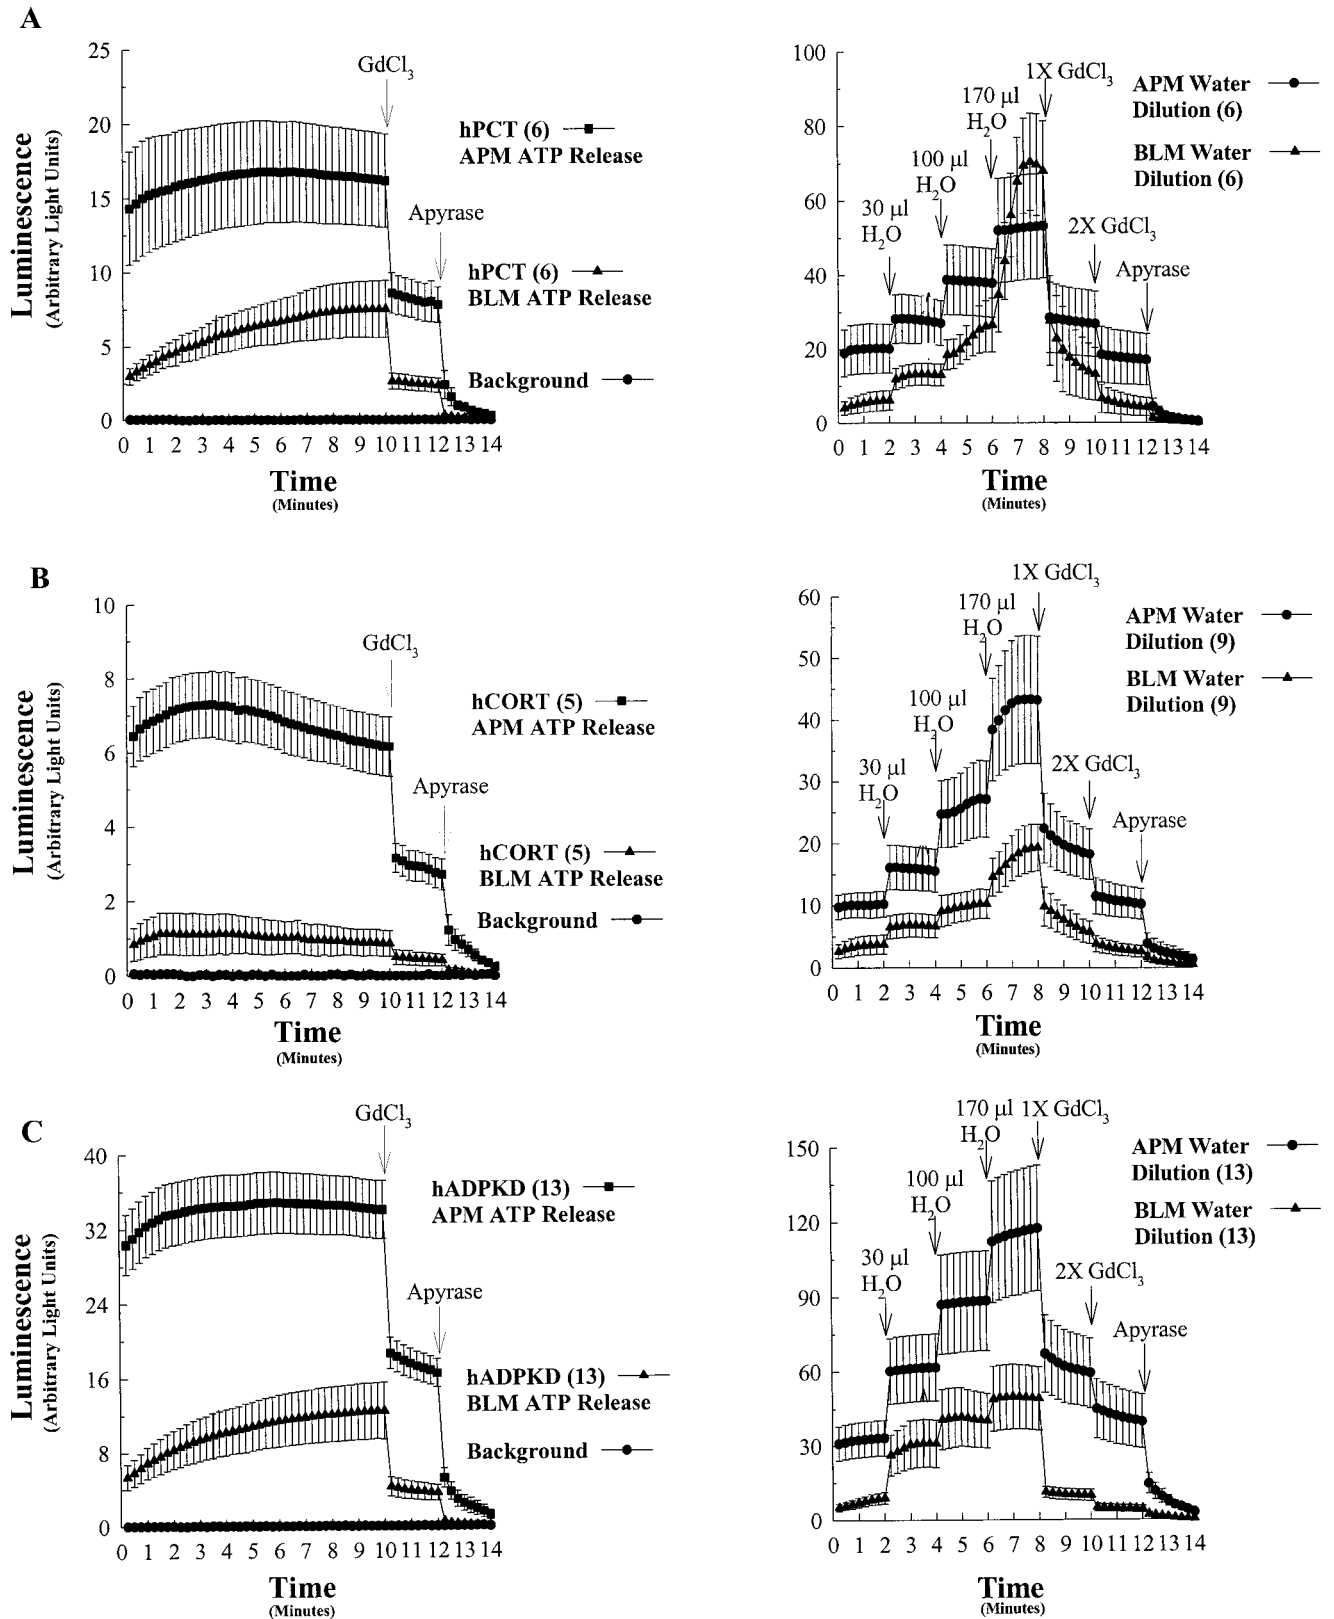 A
25
20
15
10
5
0
Luminescence
(Arbitrary Light Units)
GdCl3
hPCT (6)
APM ATP Release
Apyrase
hPCT (6)
BLM ATP Release
Background
0 1 2 3 4 5 6 7 8 9 10 11 12 13 14
Time
(Minutes)
100
80
60
40
20
0
30 µl
H2O
100 µl
H2O
170 µl
H2O
1X GdCl3
2X GdCl3
Apyrase
APM Water
Dilution (6)
BLM Water
Dilution (6)
0 1 2 3 4 5 6 7 8 9 10 11 12 13 14
Time
(Minutes)
B
10
8
6
4
2
0
Luminescence
(Arbitrary Light Units)
GdCl3
hCORT (5)
APM ATP Release
Apyrase
hCORT (5)
BLM ATP Release
Background
0 1 2 3 4 5 6 7 8 9 10 11 12 13 14
Time
(Minutes)
60
50
40
30
20
10
0
30 µl
H2O
100 µl
H2O
170 µl
H2O
1X GdCl3
2X GdCl3
Apyrase
APM Water
Dilution (9)
BLM Water
Dilution (9)
0 1 2 3 4 5 6 7 8 9 10 11 12 13 14
Time
(Minutes)
C
40
32
24
16
8
0
Luminescence
(Arbitrary Light Units)
GdCl3
hADPKD (13)
APM ATP Release
Apyrase
hADPKD (13)
BLM ATP Release
Background
0 1 2 3 4 5 6 7 8 9 10 11 12 13 14
Time
(Minutes)
150
120
90
60
30
0
30 µl
H2O
100 µl
H2O
170 µl
H2O
1X GdCl3
2X GdCl3
Apyrase
APM Water
Dilution (13)
BLM Water
Dilution (13)
0 1 2 3 4 5 6 7 8 9 10 11 12 13 14
Time
(Minutes)